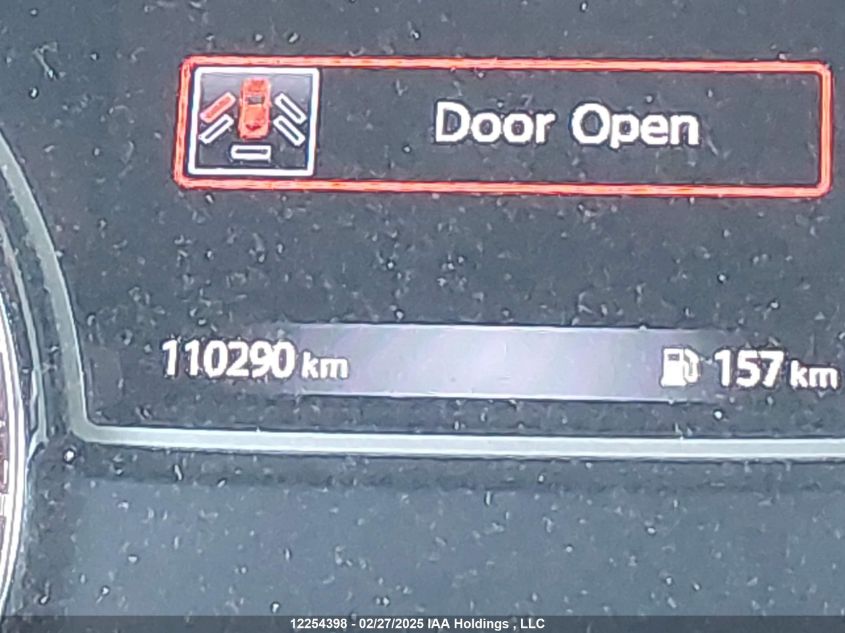 Door Open
110290 km 157 km
12254398 - 02/27/2025 IAA Holdings , LLC